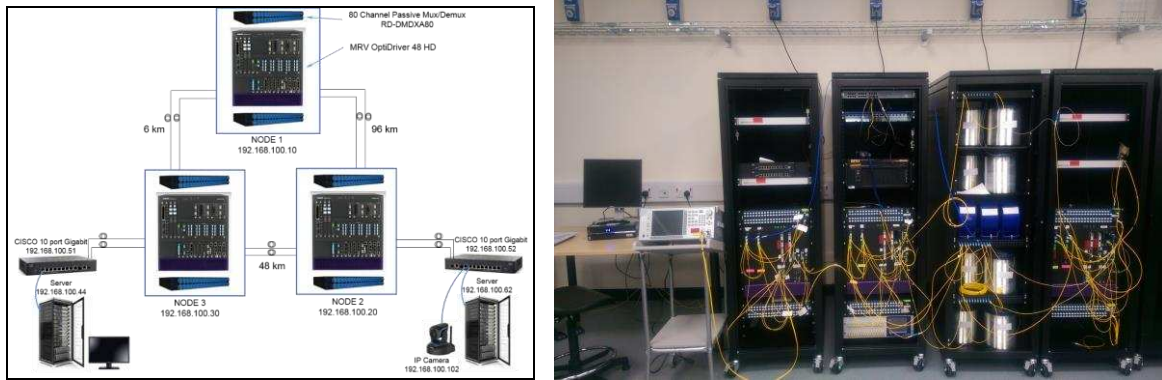 80 Channel Passive Mux/Demux
RD-DMDXA80
MRV OptiDriver 48 HD
6 km
96 km
NODE 1
192.168.100.10
CISCO 10 port Gigabit
192.168.100.51
CISCO 10 port Gigabit
192.168.100.52
48 km
Server
192.168.100.44
Server
192.168.100.62
NODE 3
192.168.100.30
NODE 2
192.168.100.20
IP Camera
192.168.100.102